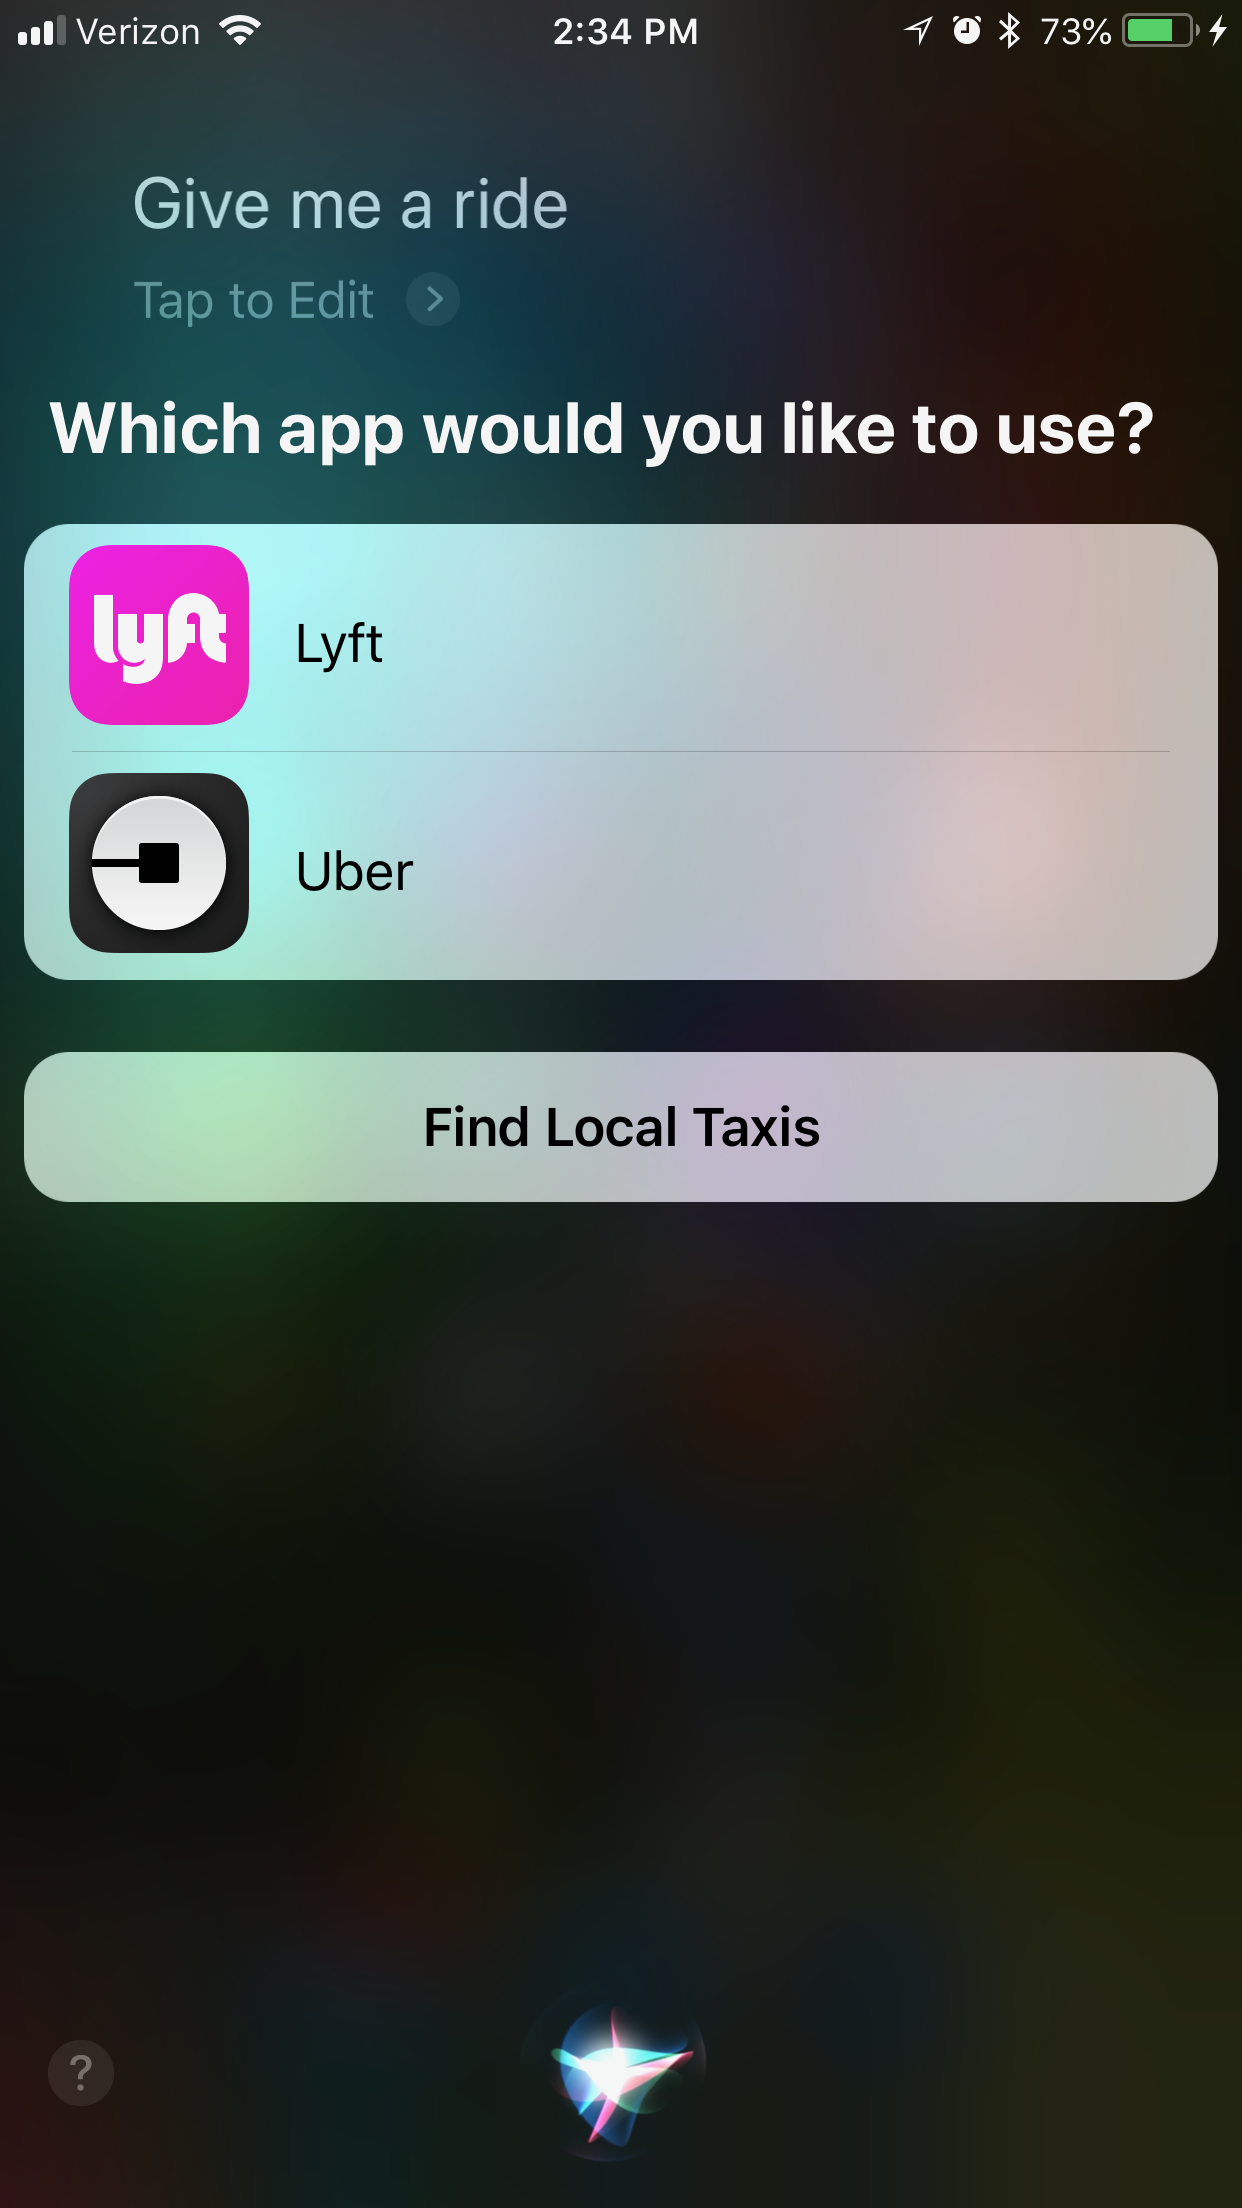 Verizon 2:34 PM 73%
Give me a ride
Tap to Edit
Which app would you like to use?
lyft
Lyft
Uber
Find Local Taxis
?